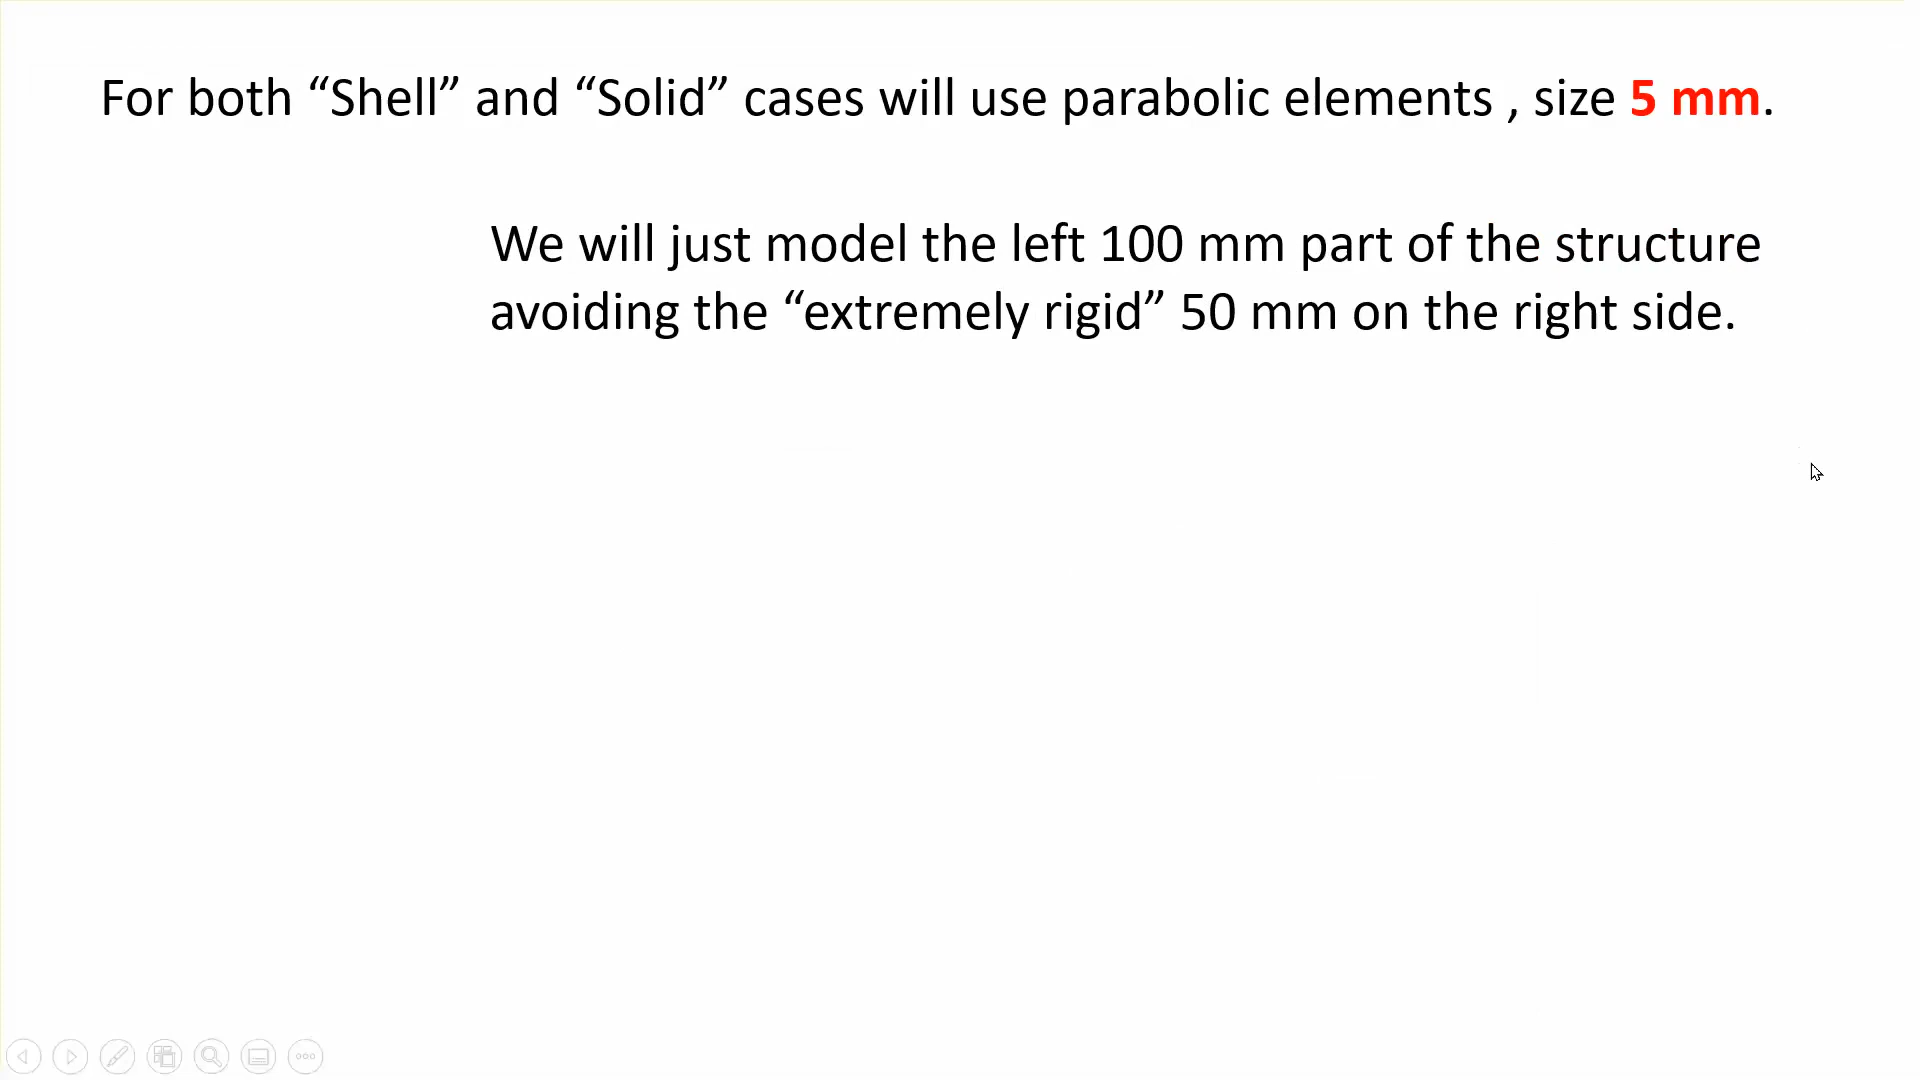 For both “Shell” and “Solid” cases will use parabolic elements , size 5 mm.
We will just model the left 100 mm part of the structure
avoiding the “extremely rigid” 50 mm on the right side.